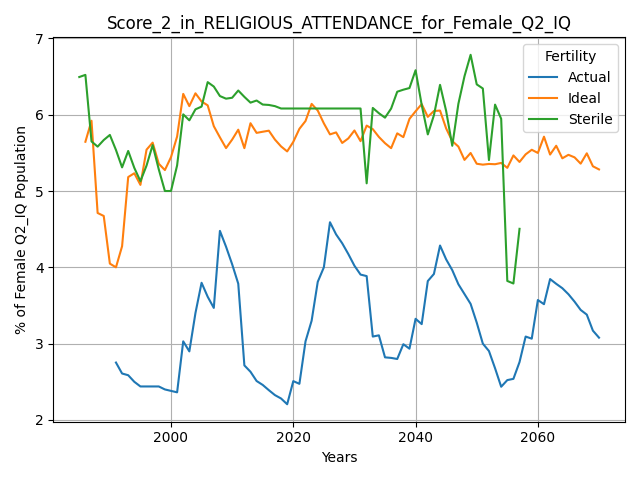 Score_2_in_RELIGIOUS_ATTENDANCE_for_Female_Q2_IQ
% of Female Q2_IQ Population
7
6
5
4
3
2
Fertility
Actual
Ideal
Sterile
2000
2020
2040
2060
Years